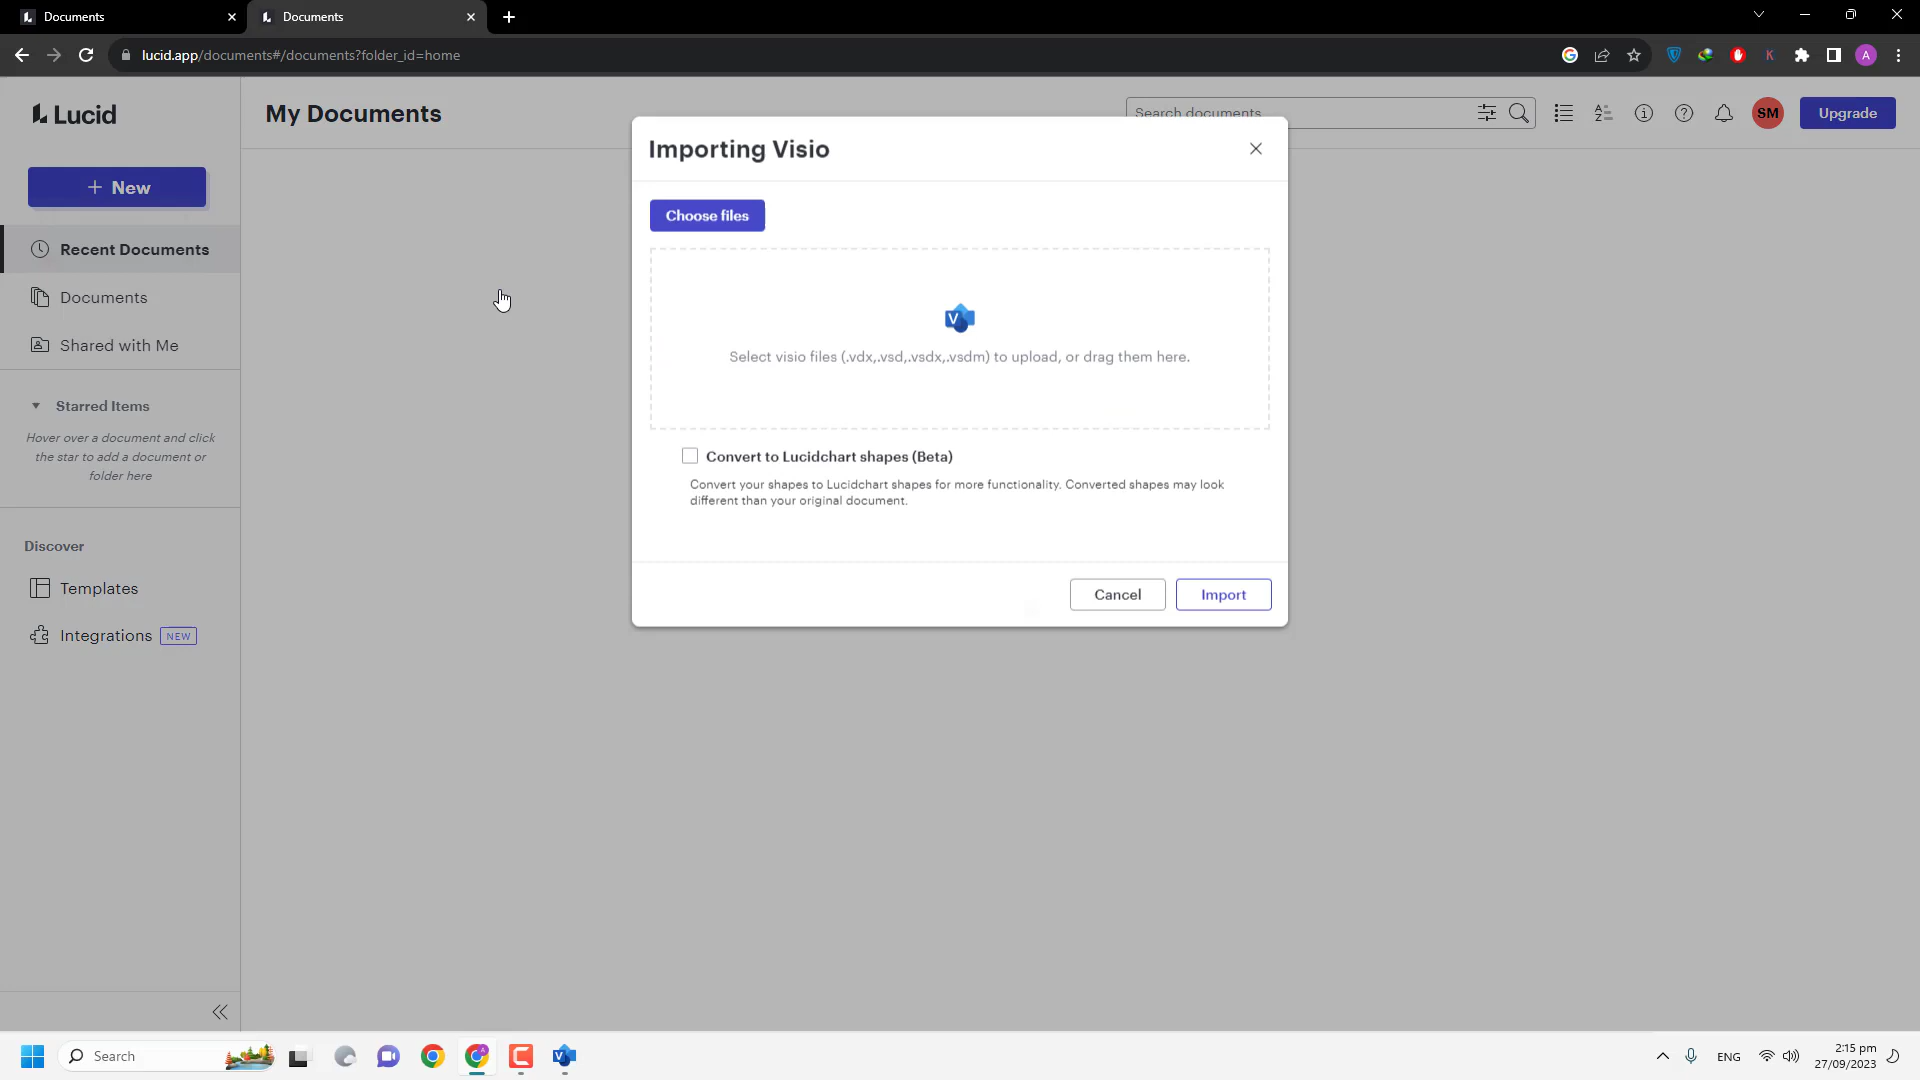 Documents
Documents
lucid.app/documents#/documents?folder_id=home
Lucid
My Documents
Search documents
SM
Upgrade
+ New
Recent Documents
Documents
Shared with Me
Starred Items
Hover over a document and click
the star to add a document or
folder here
Discover
Templates
Integrations NEW
Importing Visio
Choose files
Select visio files (.vdx,.vsd,.vsdx,.vsdm) to upload, or drag them here.
Convert to Lucidchart shapes (Beta)
Convert your shapes to Lucidchart shapes for more functionality. Converted shapes may look
different than your original document.
Cancel
Import
Search
ENG
2:15 pm
27/09/2023